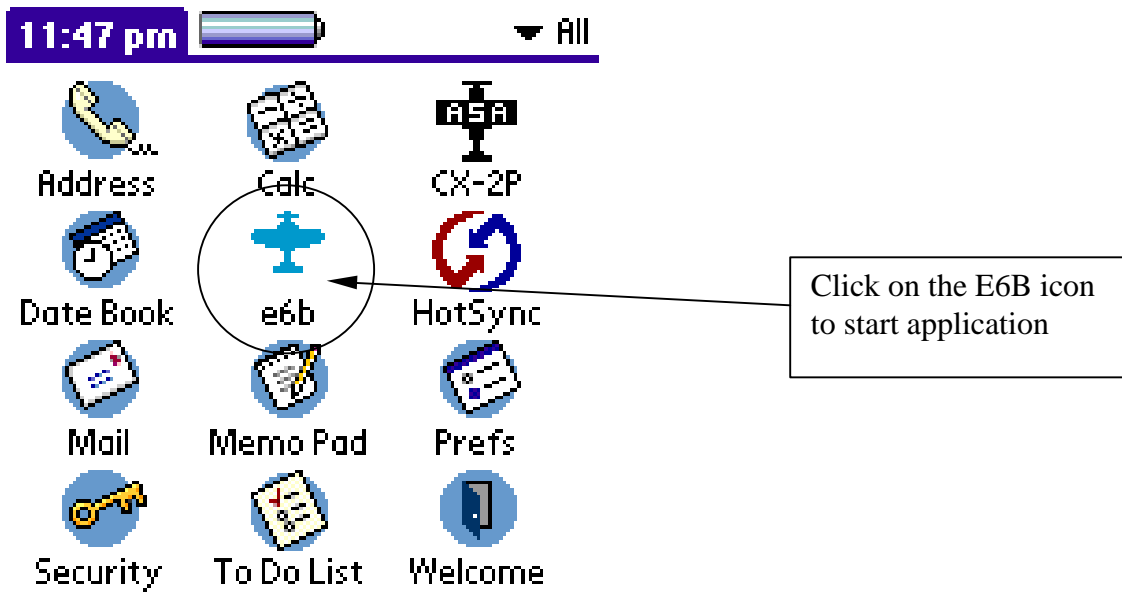 11:47 pm All
ASA
Address Calc CX-2P
Date Book e6b HotSync
Click on the E6B icon
to start application
Mail Memo Pad Prefs
Security To Do List Welcome